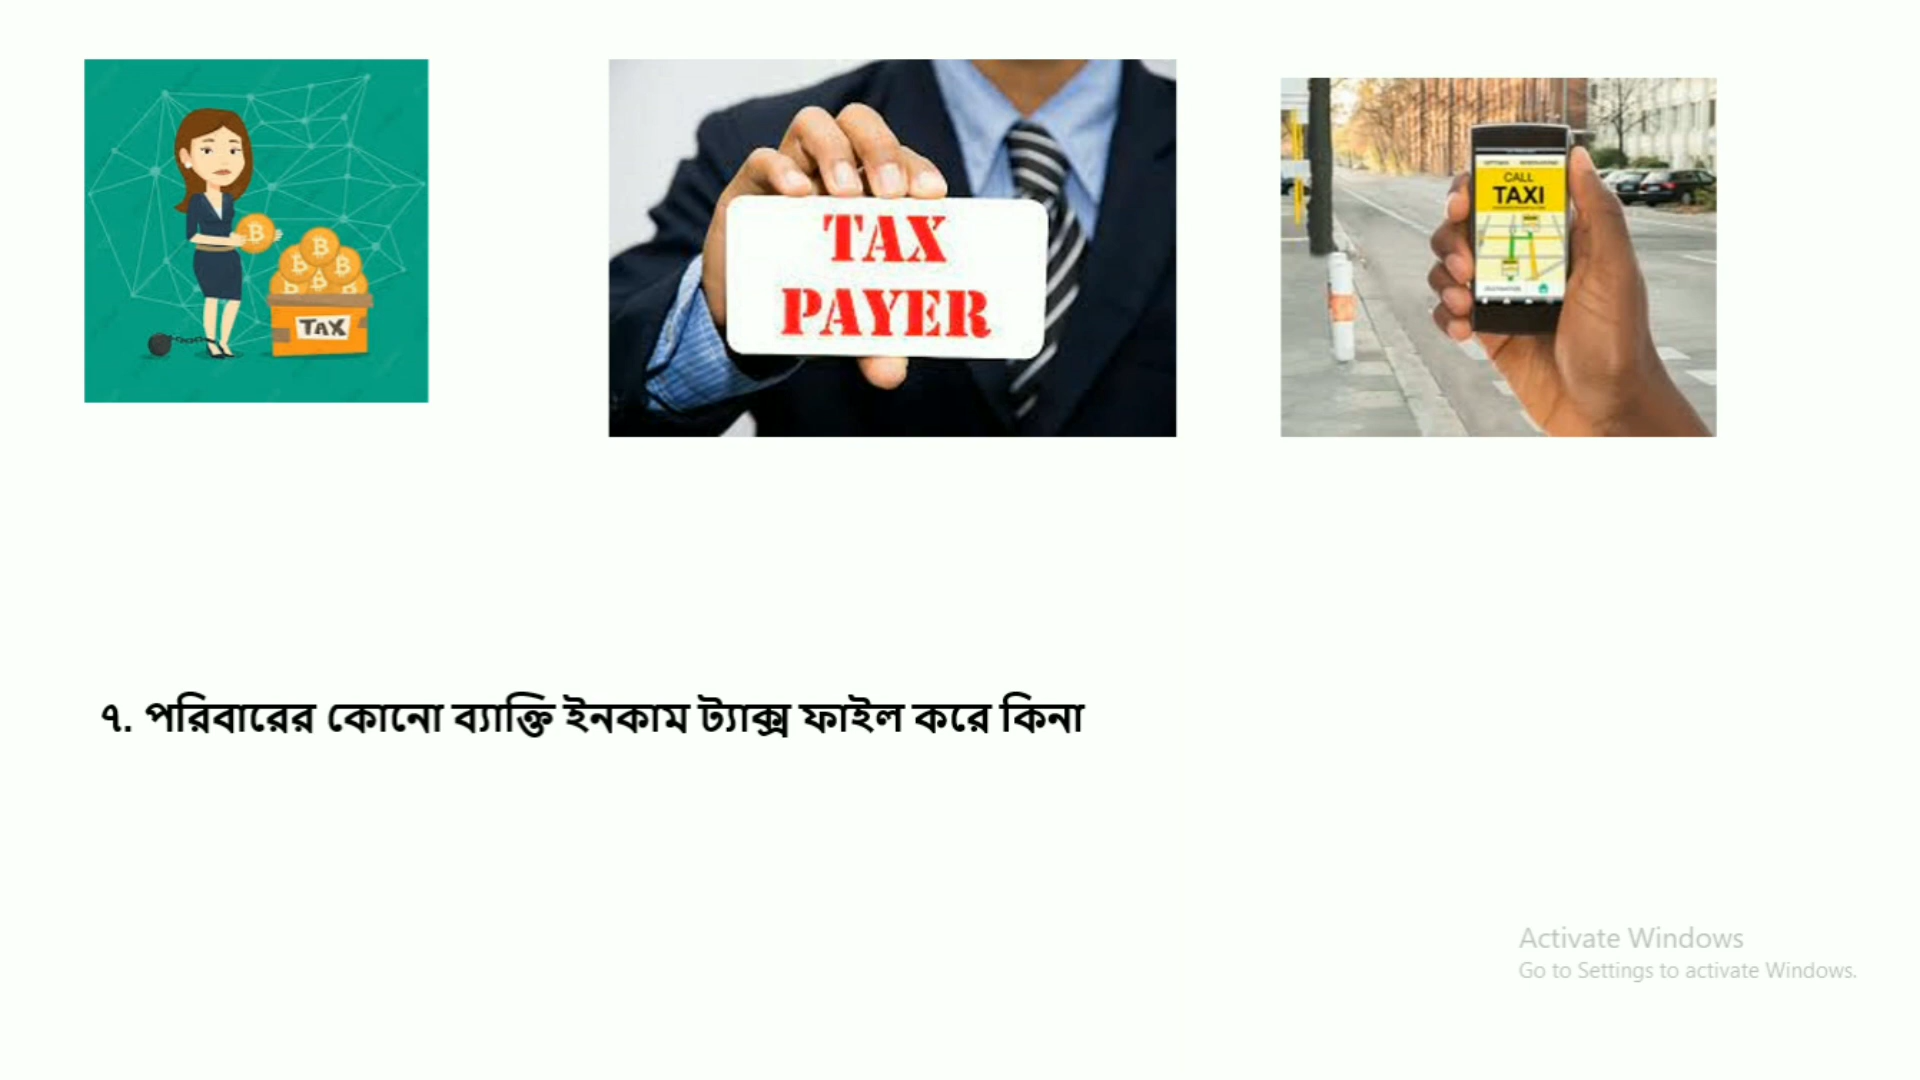 TAX
TAX
PAYER
CALL
TAXI
৭. পরিবারের কোনো ব্যাক্তি ইনকাম ট্যাক্স ফাইল করে কিনা
Activate Windows
Go to Settings to activate Windows.